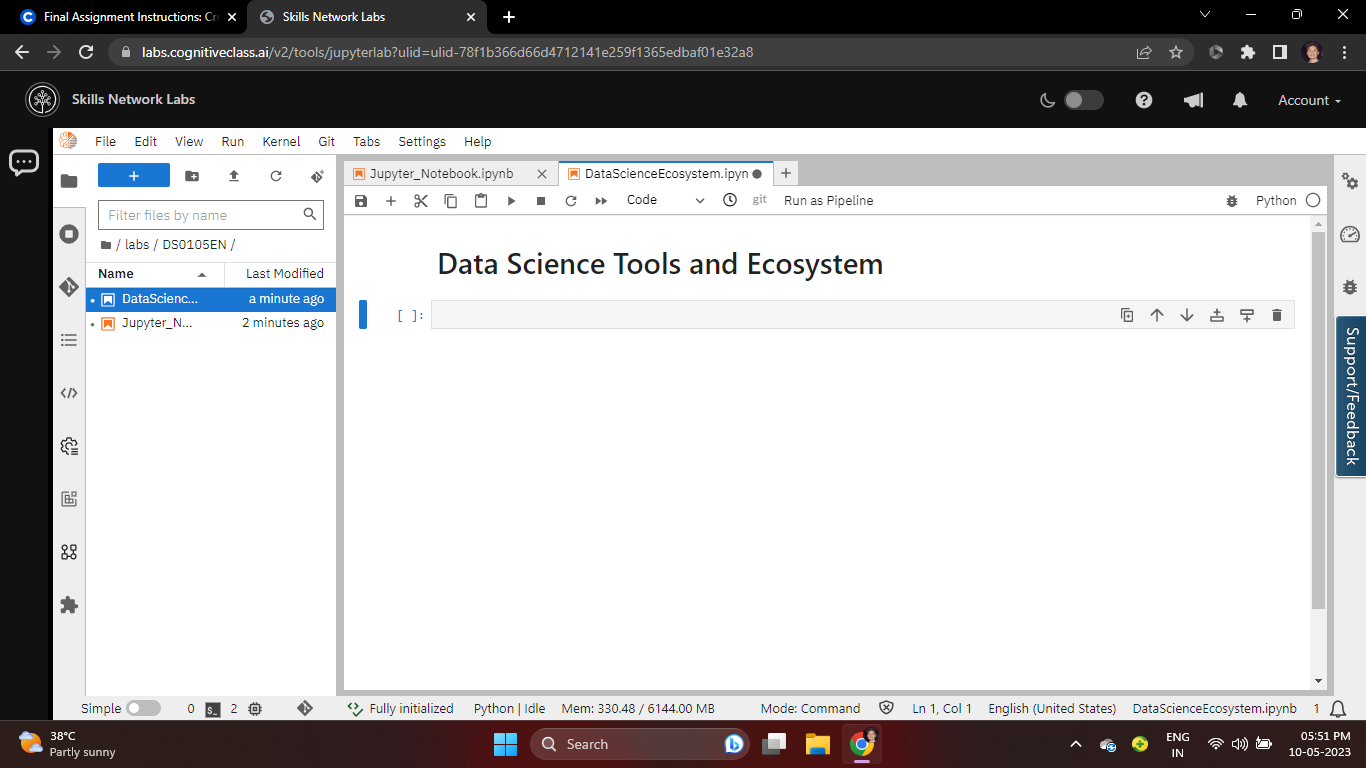 Final Assignment Instructions: Cr
Skills Network Labs
labs.cognitiveclass.ai/v2/tools/jupyterlab?ulid=ulid-78f1b366d66d4712141e259f1365edbaf01e32a8
Skills Network Labs
Account
File Edit View Run Kernel Git Tabs Settings Help
Jupyter_Notebook.ipynb
DataScienceEcosystem.ipyn
Filter files by name
Code
git
Run as Pipeline
Python
/ labs / DS0105EN /
Name
Last Modified
DataScienc...
a minute ago
Jupyter_N...
2 minutes ago
Data Science Tools and Ecosystem
[ ]:
Support/Feedback
Simple
0
2
Fully initialized
Python | Idle
Mem: 330.48 / 6144.00 MB
Mode: Command
Ln 1, Col 1
English (United States)
DataScienceEcosystem.ipynb
1
38°C
Partly sunny
Search
ENG
IN
05:51 PM
10-05-2023